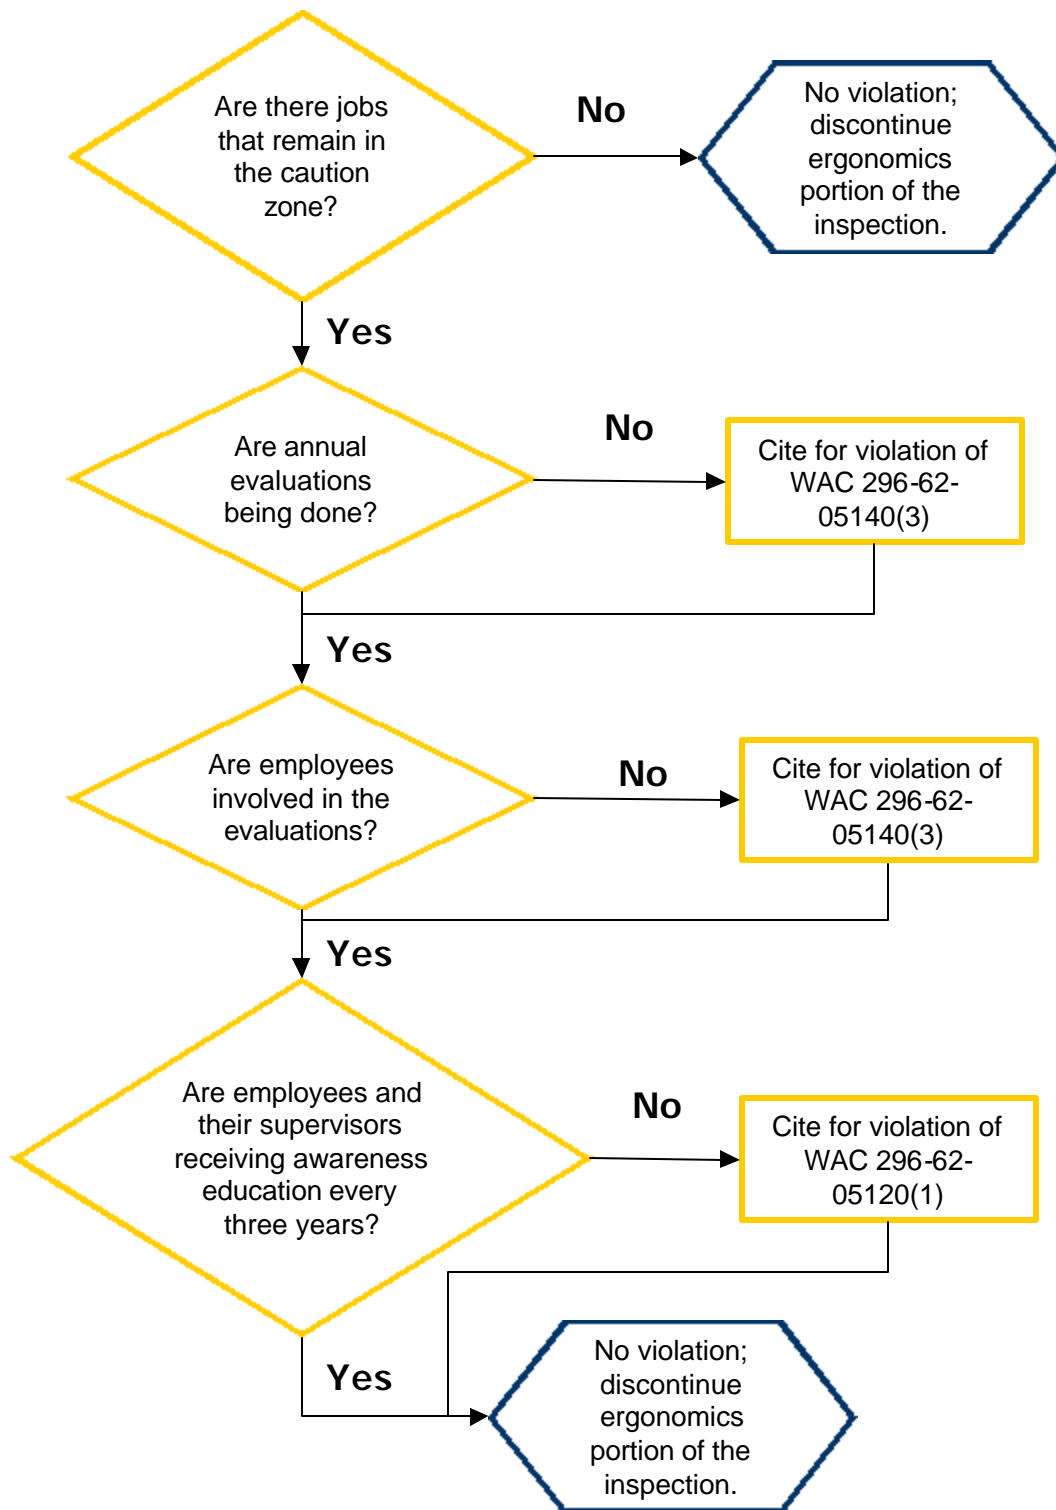 Are there jobs
that remain in
the caution
zone?
No
No violation;
discontinue
ergonomics
portion of the
inspection.
Yes
Are annual
evaluations
being done?
No
Cite for violation of
WAC 296-62-
05140(3)
Yes
Are employees
involved in the
evaluations?
No
Cite for violation of
WAC 296-62-
05140(3)
Yes
Are employees and
their supervisors
receiving awareness
education every
three years?
No
Cite for violation of
WAC 296-62-
05120(1)
Yes
No violation;
discontinue
ergonomics
portion of the
inspection.